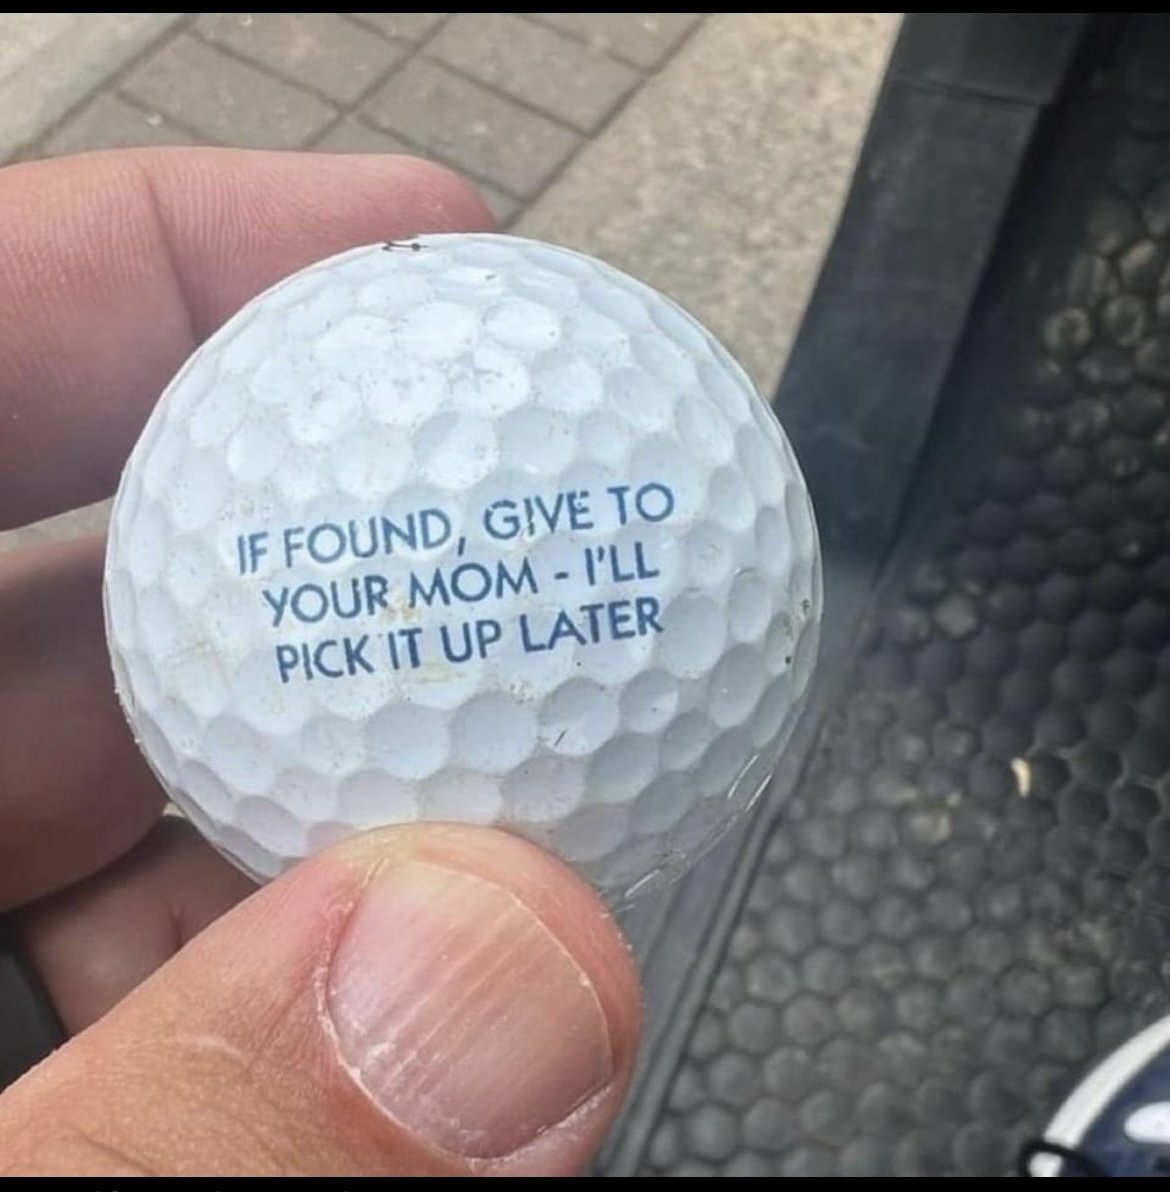 IF FOUND, GIVE TO
YOUR MOM - I'LL
PICK IT UP LATER